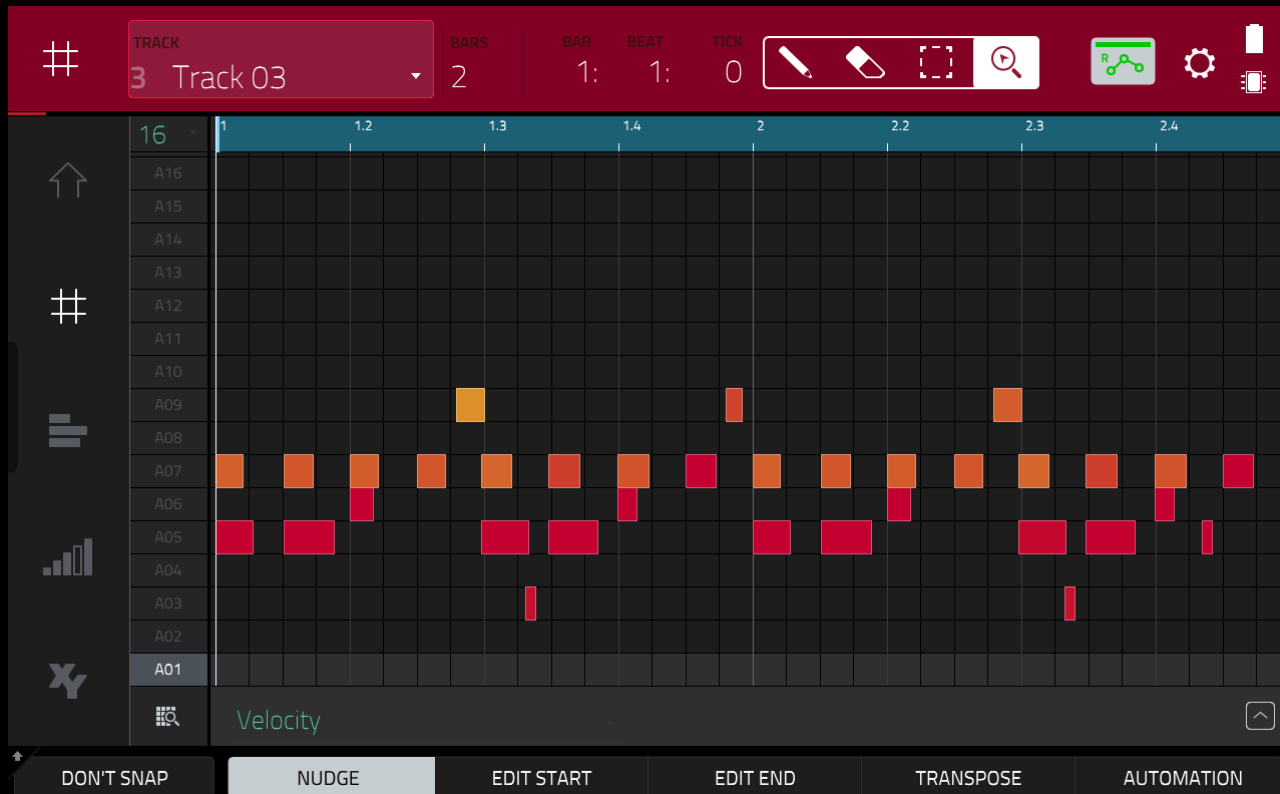 TRACK BARS BAR BEAT TICK
3 Track 03 2 1: 1: 0
R
16 1 1.2 1.3 1.4 2 2.2 2.3 2.4
A16
A15
A14
A13
A12
A11
A10
A09
A08
A07
A06
A05
A04
A03
A02
A01
Velocity
DON'T SNAP NUDGE EDIT START EDIT END TRANSPOSE AUTOMATION